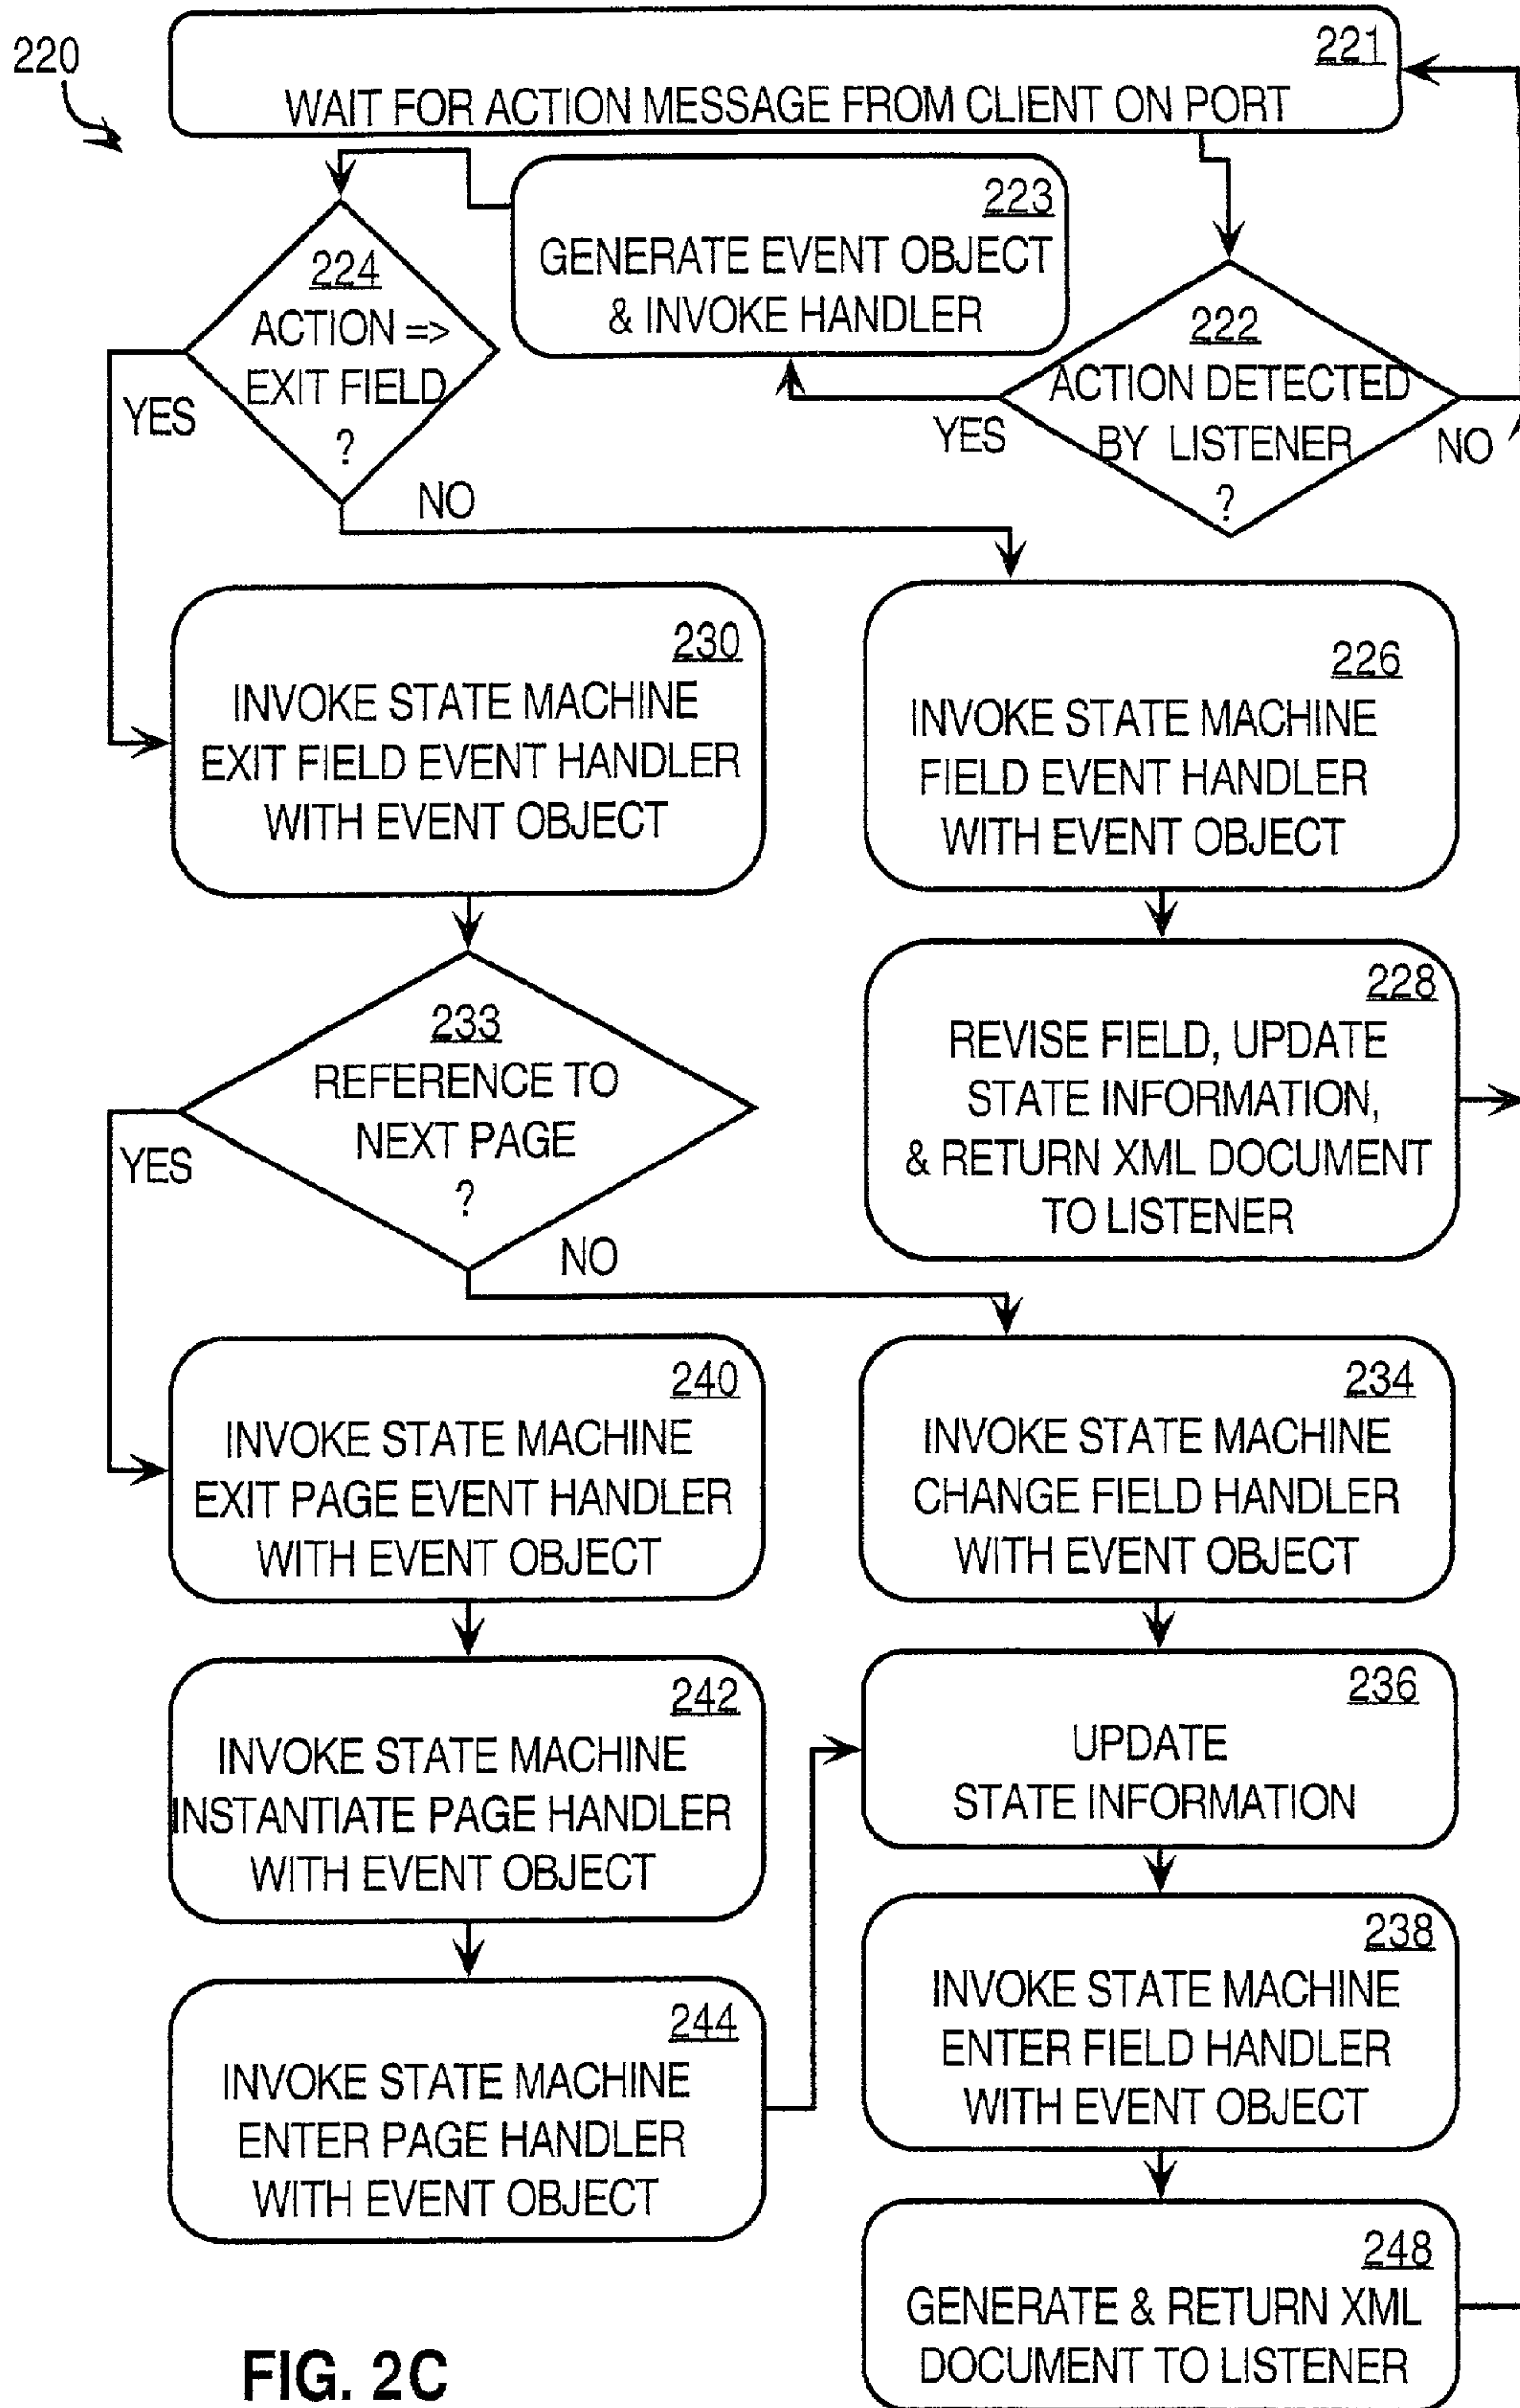 220
221
WAIT FOR ACTION MESSAGE FROM CLIENT ON PORT
223
GENERATE EVENT OBJECT
& INVOKE HANDLER
224
ACTION =>
EXIT FIELD
?
YES
NO
222
ACTION DETECTED
BY LISTENER
?
YES
NO
230
INVOKE STATE MACHINE
EXIT FIELD EVENT HANDLER
WITH EVENT OBJECT
226
INVOKE STATE MACHINE
FIELD EVENT HANDLER
WITH EVENT OBJECT
233
REFERENCE TO
NEXT PAGE
?
YES
NO
228
REVISE FIELD, UPDATE
STATE INFORMATION,
& RETURN XML DOCUMENT
TO LISTENER
240
INVOKE STATE MACHINE
EXIT PAGE EVENT HANDLER
WITH EVENT OBJECT
234
INVOKE STATE MACHINE
CHANGE FIELD HANDLER
WITH EVENT OBJECT
242
INVOKE STATE MACHINE
INSTANTIATE PAGE HANDLER
WITH EVENT OBJECT
236
UPDATE
STATE INFORMATION
244
INVOKE STATE MACHINE
ENTER PAGE HANDLER
WITH EVENT OBJECT
238
INVOKE STATE MACHINE
ENTER FIELD HANDLER
WITH EVENT OBJECT
248
GENERATE & RETURN XML
DOCUMENT TO LISTENER
FIG. 2C